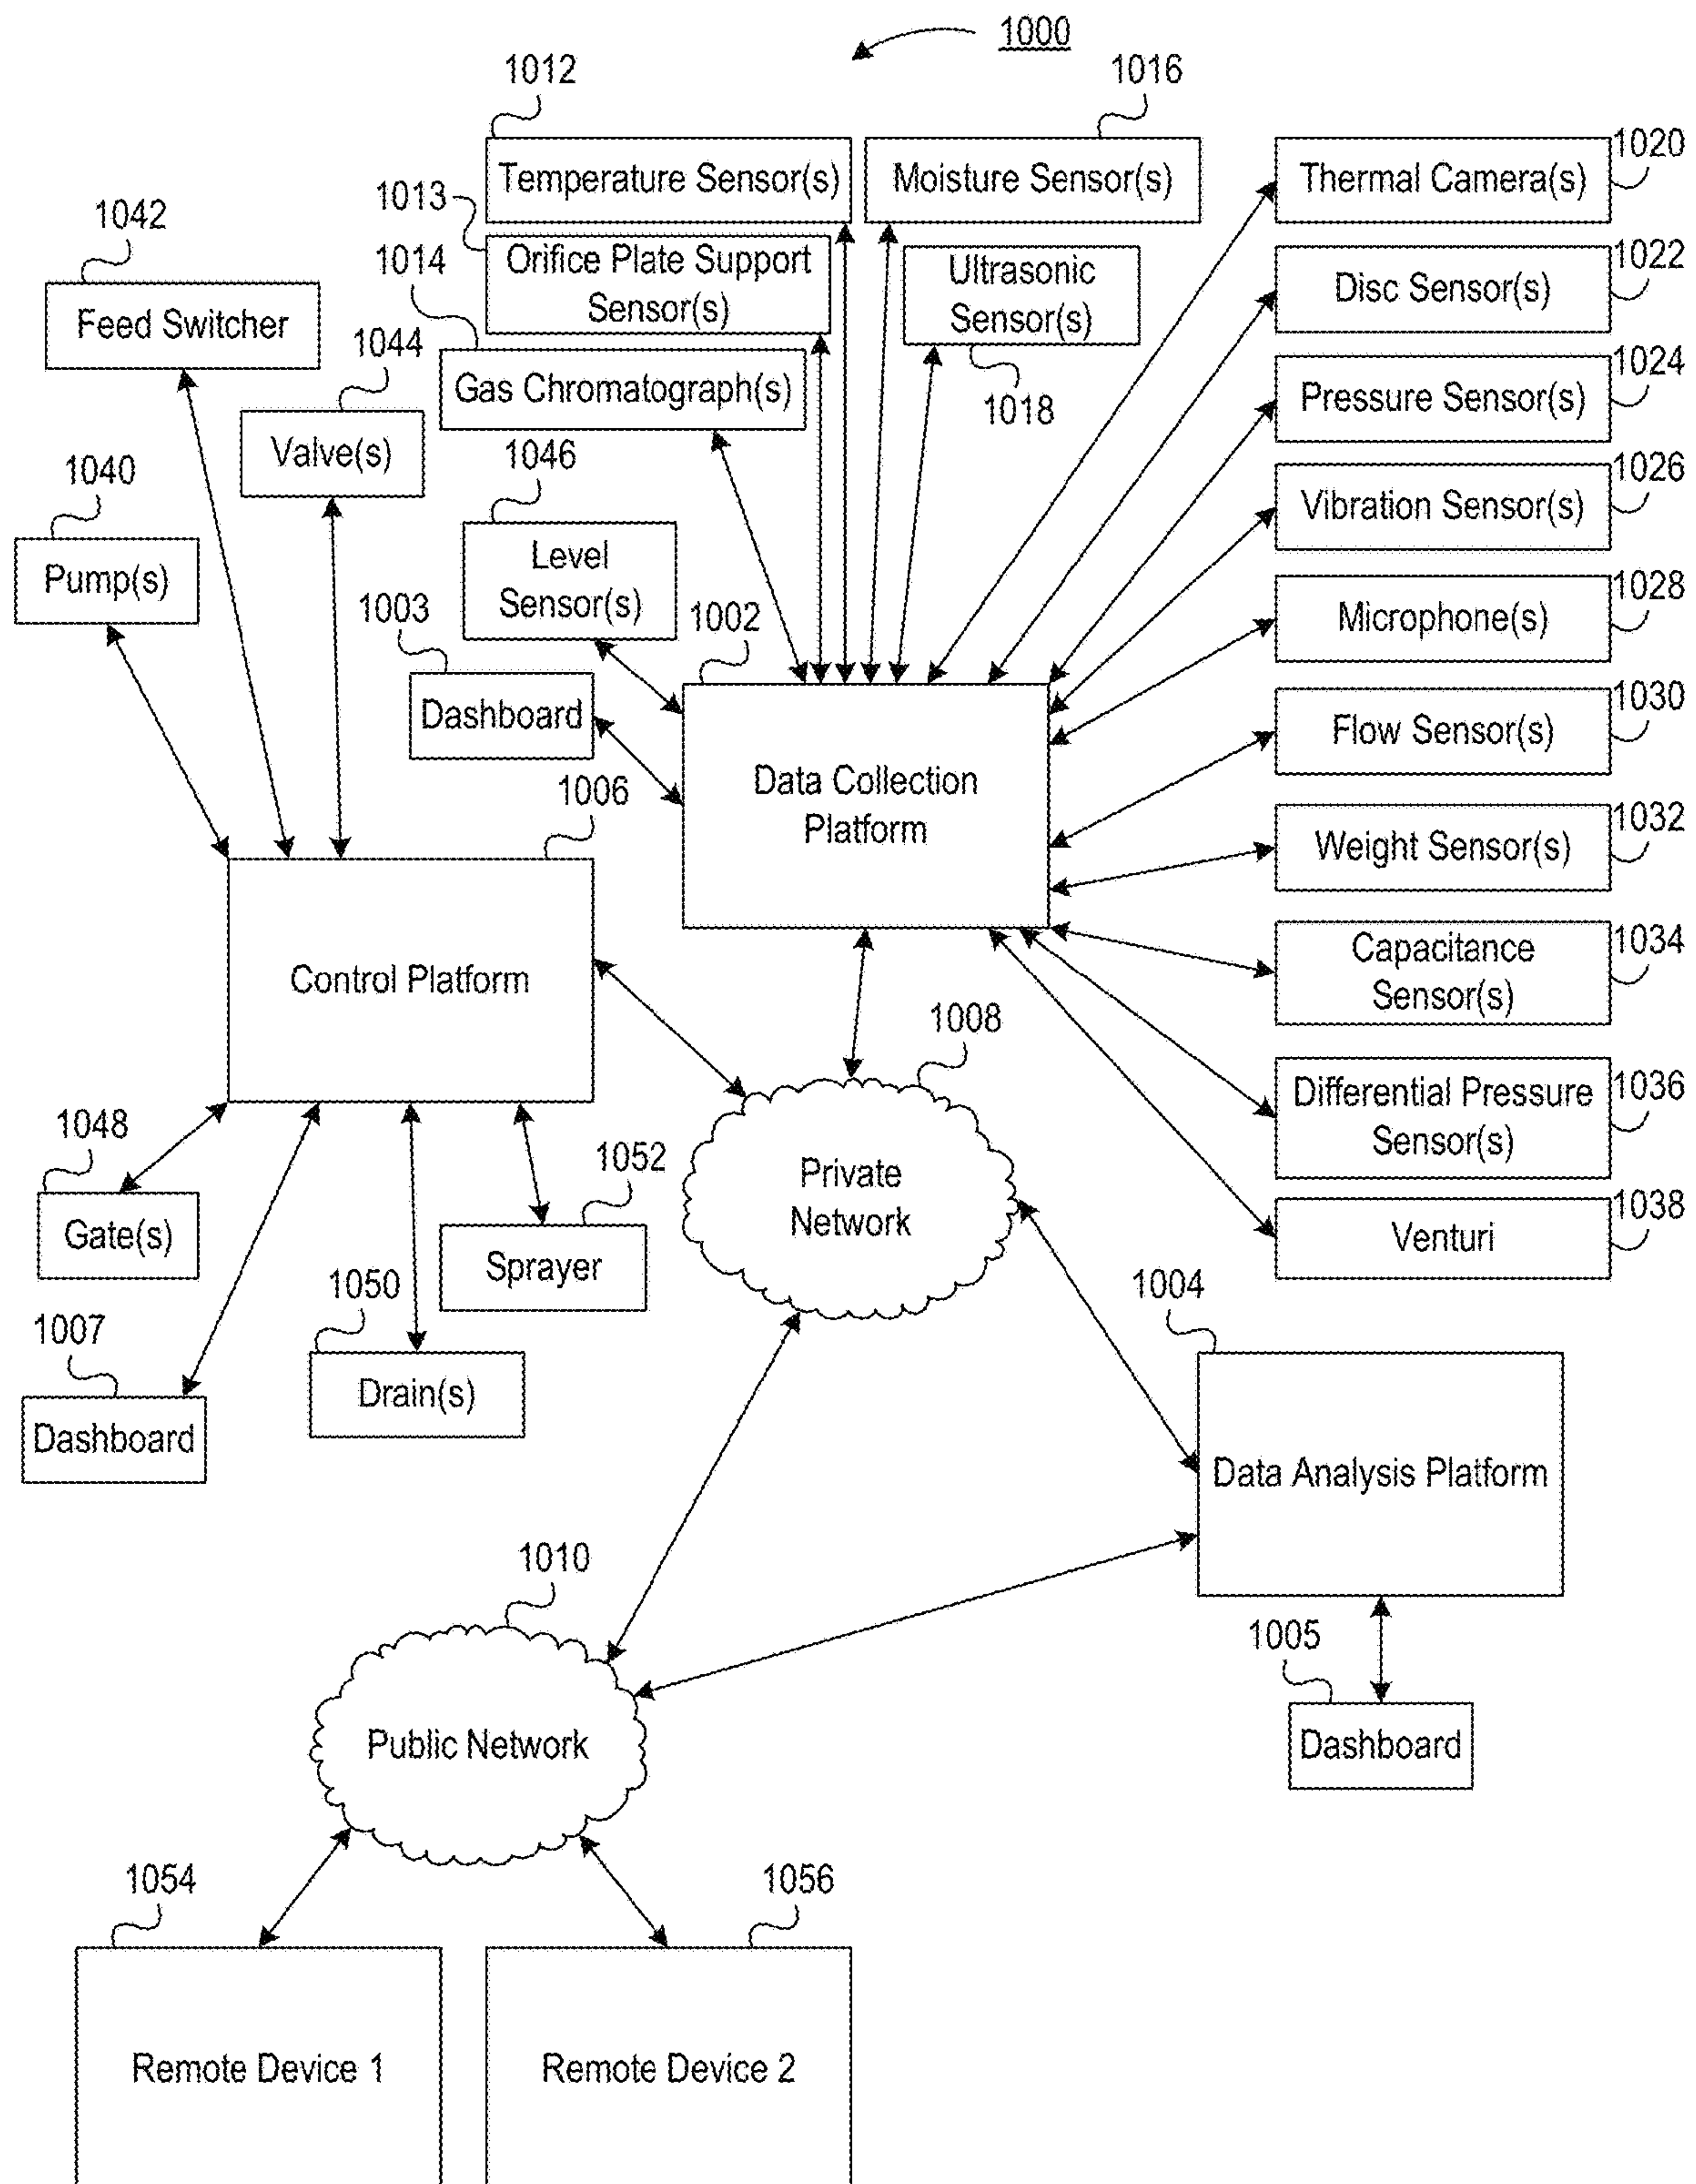 1000
1012
1016
Temperature Sensor(s)
Moisture Sensor(s)
Thermal Camera(s)
1020
1013
Orifice Plate Support
Sensor(s)
Ultrasonic
Sensor(s)
1018
Disc Sensor(s)
1022
1042
Feed Switcher
1014
Gas Chromatograph(s)
Pressure Sensor(s)
1024
1044
Valve(s)
1046
Level
Sensor(s)
Vibration Sensor(s)
1026
1040
Pump(s)
Microphone(s)
1028
1003
Dashboard
1002
Data Collection
Platform
Flow Sensor(s)
1030
1006
Control Platform
Weight Sensor(s)
1032
Capacitance
Sensor(s)
1034
1008
Private
Network
Differential Pressure
Sensor(s)
1036
1048
Gate(s)
1052
Sprayer
Venturi
1038
1007
Dashboard
1050
Drain(s)
1004
Data Analysis Platform
1010
Public Network
1005
Dashboard
1054
Remote Device 1
1056
Remote Device 2